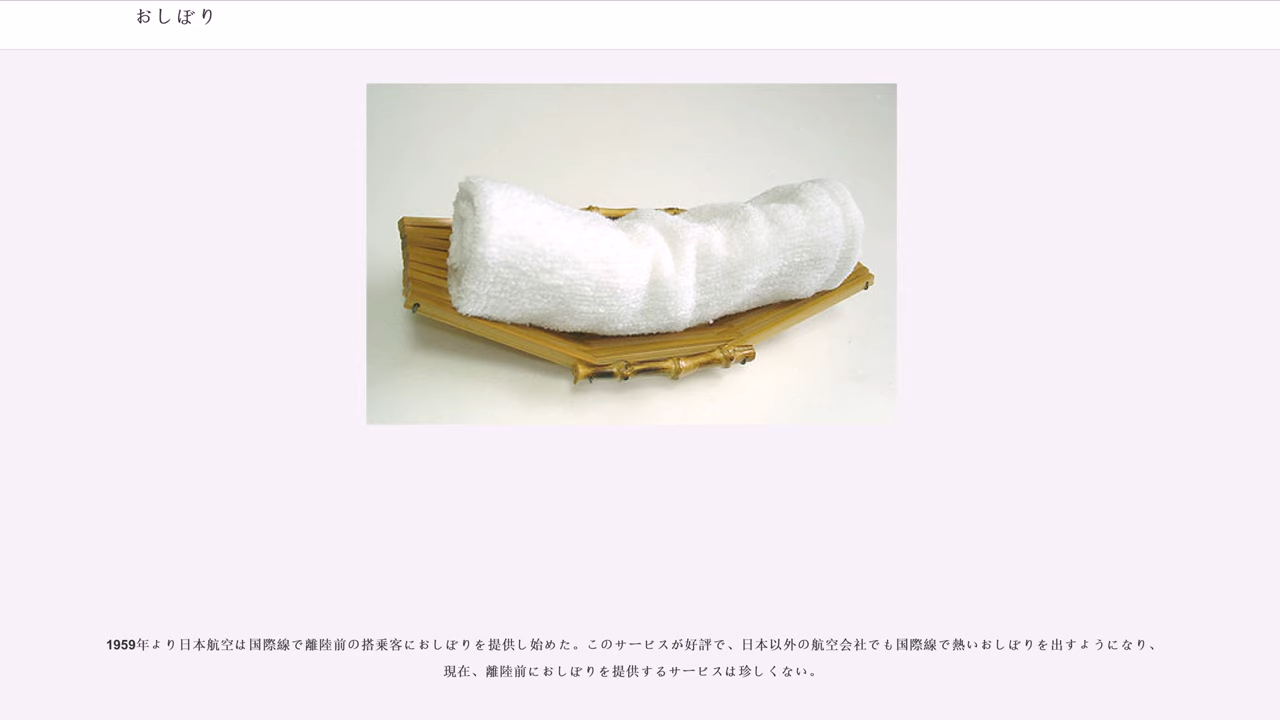 おしぼり
1959年より日本航空は国際線で離陸前の搭乗客におしぼりを提供し始めた。このサービスが好評で、日本以外の航空会社でも国際線で熱いおしぼりを出すようになり、
現在、離陸前におしぼりを提供するサービスは珍しくない。